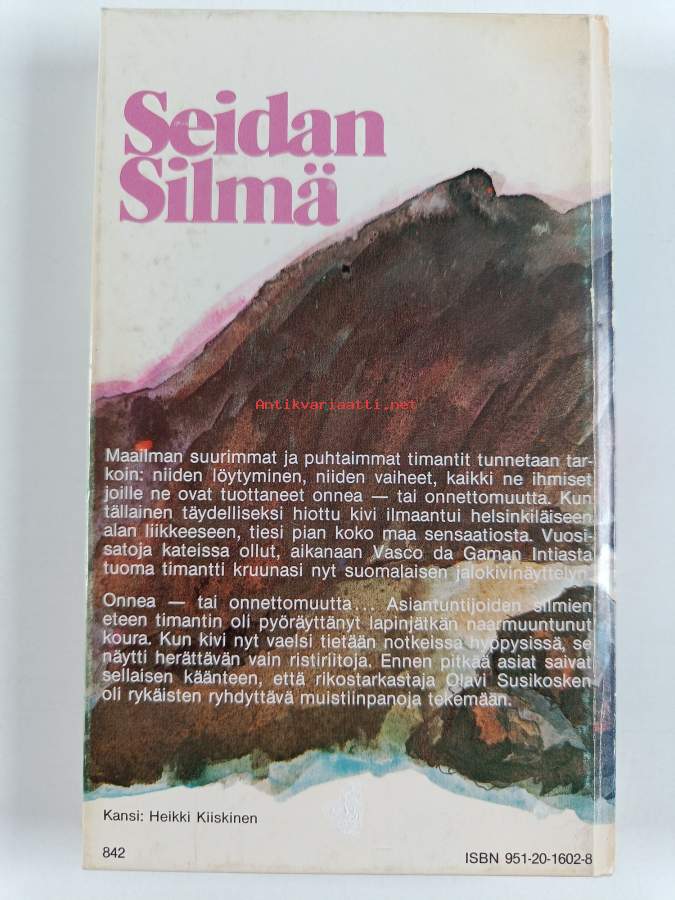 Seidan
Silmä
Antikvariaatti.net
Maailman suurimmat ja puhtaimmat timantit tunnetaan tar-
koin: niiden löytyminen, niiden vaiheet, kaikki ne ihmiset
joille ne ovat tuottaneet onnea — tai onnettomuutta. Kun
tällainen täydelliseksi hiottu kivi ilmaantui helsinkiläiseen
alan liikkeeseen, tiesi pian koko maa sensaatiosta. Vuosi-
satoja kateissa ollut, aikanaan Vasco da Gaman Intiasta
tuoma timantti kruunasi nyt suomalaisen jalokivinäyttelyn.
Onnea — tai onnettomuutta... Asiantuntijoiden silmien
eteen timantin oli pyöräyttänyt lapinjätkän naarmuuntunut
koura. Kun kivi nyt vaelsi tietään notkeissa hyppysissä, se
näytti herättävän vain ristiriitoja. Ennen pitkää asiat saivat
sellaisen käänteen, että rikostarkastaja Olavi Susikosken
oli rykäisten ryhdyttävä muistiinpanoja tekemään.
Kansi: Heikki Kiiskinen
842
ISBN 951-20-1602-8